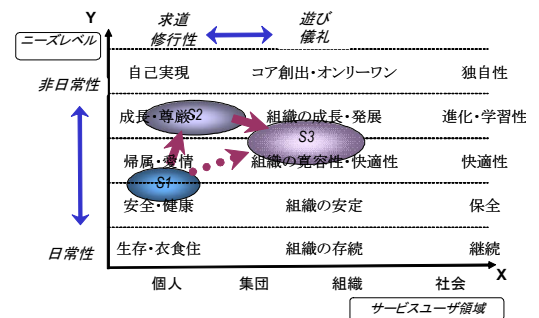 Y
求道
修行性
遊び
儀礼
ニーズレベル
非日常性
日常性
自己実現
コア創出・オンリーワン
独自性
成長・尊厳
S2
組織の成長・発展
進化・学習性
S3
帰属・愛情
組織の寛容性・快適性
快適性
S1
安全・健康
組織の安定
保全
生存・衣食住
組織の存続
継続
X
個人
集団
組織
社会
サービスユーザ領域